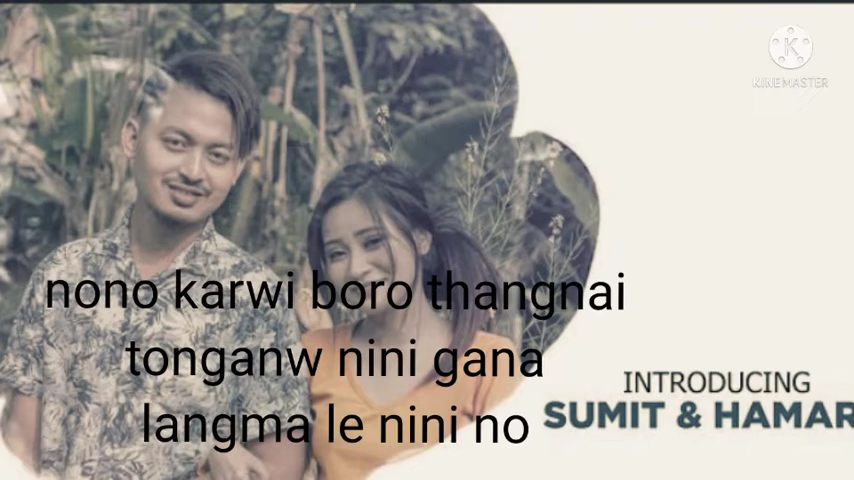 KINEMASTER
nono karwi boro thangnai
tonganw nini gana
langma le nini no
INTRODUCING
SUMIT & HAMAR